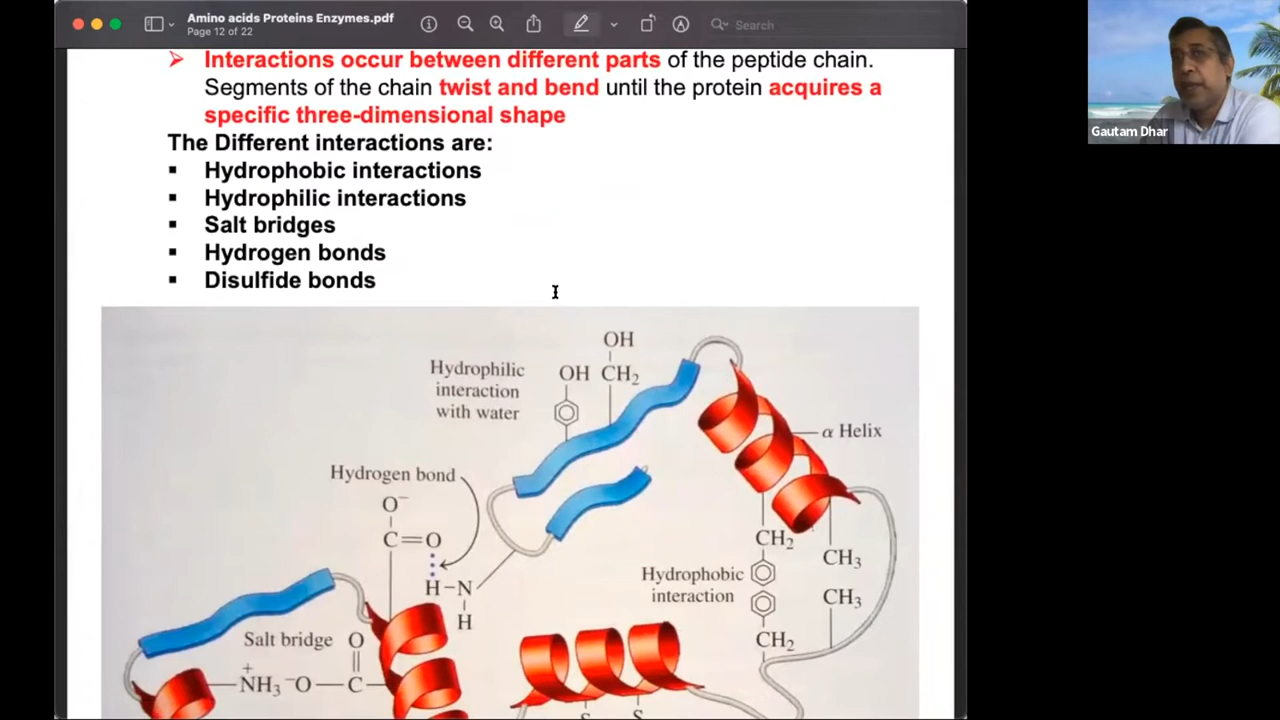 Amino acids Proteins Enzymes.pdf
Page 12 of 22
Search
Gautam Dhar
➢ Interactions occur between different parts of the peptide chain.
Segments of the chain twist and bend until the protein acquires a
specific three-dimensional shape
The Different interactions are:
▪ Hydrophobic interactions
▪ Hydrophilic interactions
▪ Salt bridges
▪ Hydrogen bonds
▪ Disulfide bonds
OH
Hydrophilic
interaction
with water
OH CH₂
α Helix
Hydrogen bond
O⁻
C=O
H–N
H
CH₂
CH₃
Hydrophobic
interaction
CH₃
CH₂
Salt bridge
O
+
NH₃ ⁻O—C
S S